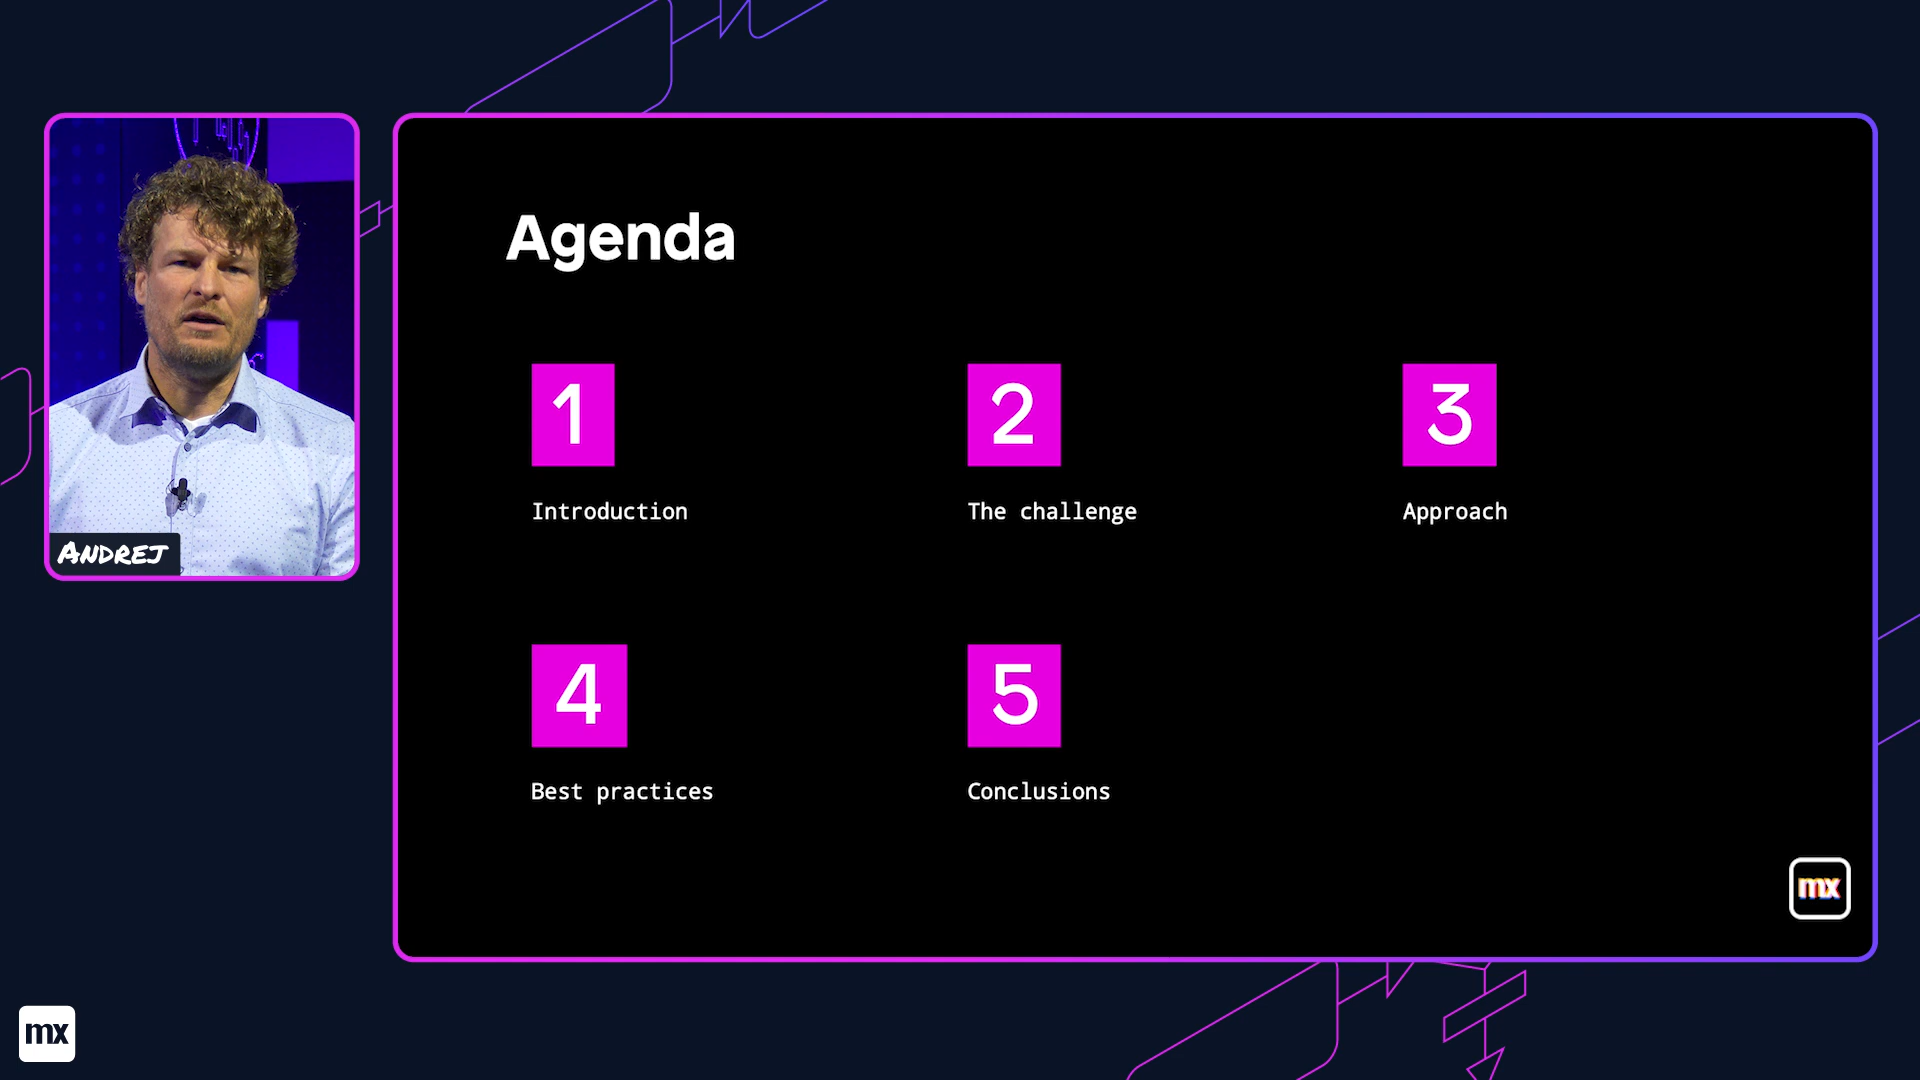 Agenda
1
2
3
Introduction
The challenge
Approach
4
5
Best practices
Conclusions
ANDREJ
mx
mx